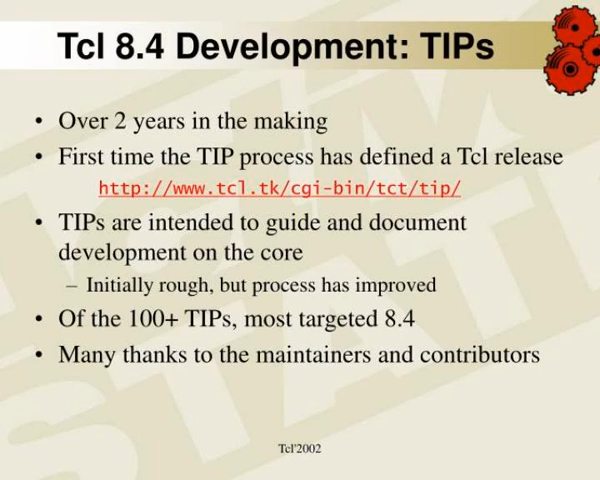 Tcl 8.4 Development: TIPs
• Over 2 years in the making
• First time the TIP process has defined a Tcl release
http://www.tcl.tk/cgi-bin/tct/tip/
• TIPs are intended to guide and document
development on the core
– Initially rough, but process has improved
• Of the 100+ TIPs, most targeted 8.4
• Many thanks to the maintainers and contributors
Tcl'2002